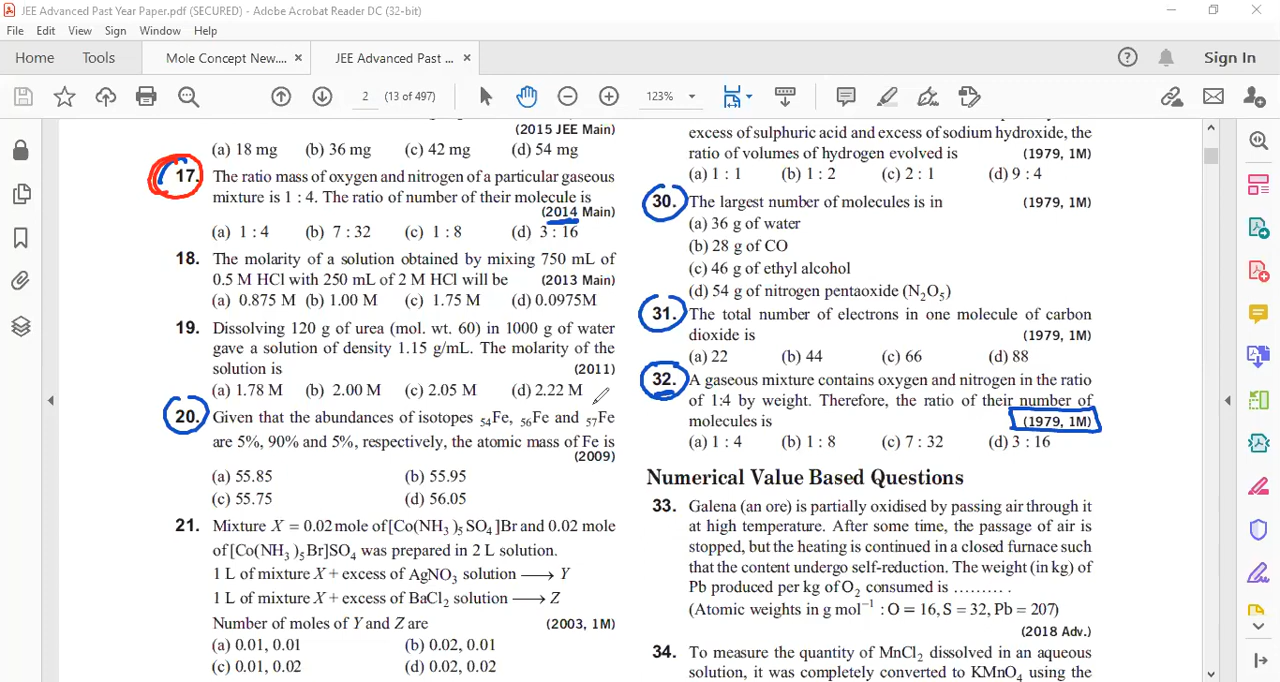 JEE Advanced Past Year Paper.pdf (SECURED) - Adobe Acrobat Reader DC (32-bit)
File Edit View Sign Window Help
Home Tools Mole Concept New.... × JEE Advanced Past ... × Sign In
2 (13 of 497) 123%
(2015 JEE Main)
(a) 18 mg (b) 36 mg (c) 42 mg (d) 54 mg
17. The ratio mass of oxygen and nitrogen of a particular gaseous
mixture is 1 : 4. The ratio of number of their molecule is
(2014 Main)
(a) 1 : 4 (b) 7 : 32 (c) 1 : 8 (d) 3 : 16
18. The molarity of a solution obtained by mixing 750 mL of
0.5 M HCl with 250 mL of 2 M HCl will be (2013 Main)
(a) 0.875 M (b) 1.00 M (c) 1.75 M (d) 0.0975M
19. Dissolving 120 g of urea (mol. wt. 60) in 1000 g of water
gave a solution of density 1.15 g/mL. The molarity of the
solution is (2011)
(a) 1.78 M (b) 2.00 M (c) 2.05 M (d) 2.22 M
20. Given that the abundances of isotopes ₅₄Fe, ₅₆Fe and ₅₇Fe
are 5%, 90% and 5%, respectively, the atomic mass of Fe is
(2009)
(a) 55.85 (b) 55.95
(c) 55.75 (d) 56.05
21. Mixture X = 0.02 mole of [Co(NH₃)₅SO₄]Br and 0.02 mole
of [Co(NH₃)₅Br]SO₄ was prepared in 2 L solution.
1 L of mixture X + excess of AgNO₃ solution ⟶ Y
1 L of mixture X + excess of BaCl₂ solution ⟶ Z
Number of moles of Y and Z are (2003, 1M)
(a) 0.01, 0.01 (b) 0.02, 0.01
(c) 0.01, 0.02 (d) 0.02, 0.02
excess of sulphuric acid and excess of sodium hydroxide, the
ratio of volumes of hydrogen evolved is (1979, 1M)
(a) 1 : 1 (b) 1 : 2 (c) 2 : 1 (d) 9 : 4
30. The largest number of molecules is in (1979, 1M)
(a) 36 g of water
(b) 28 g of CO
(c) 46 g of ethyl alcohol
(d) 54 g of nitrogen pentaoxide (N₂O₅)
31. The total number of electrons in one molecule of carbon
dioxide is (1979, 1M)
(a) 22 (b) 44 (c) 66 (d) 88
32. A gaseous mixture contains oxygen and nitrogen in the ratio
of 1:4 by weight. Therefore, the ratio of their number of
molecules is (1979, 1M)
(a) 1 : 4 (b) 1 : 8 (c) 7 : 32 (d) 3 : 16
Numerical Value Based Questions
33. Galena (an ore) is partially oxidised by passing air through it
at high temperature. After some time, the passage of air is
stopped, but the heating is continued in a closed furnace such
that the content undergo self-reduction. The weight (in kg) of
Pb produced per kg of O₂ consumed is ......... .
(Atomic weights in g mol⁻¹ : O = 16, S = 32, Pb = 207)
(2018 Adv.)
34. To measure the quantity of MnCl₂ dissolved in an aqueous
solution, it was completely converted to KMnO₄ using the